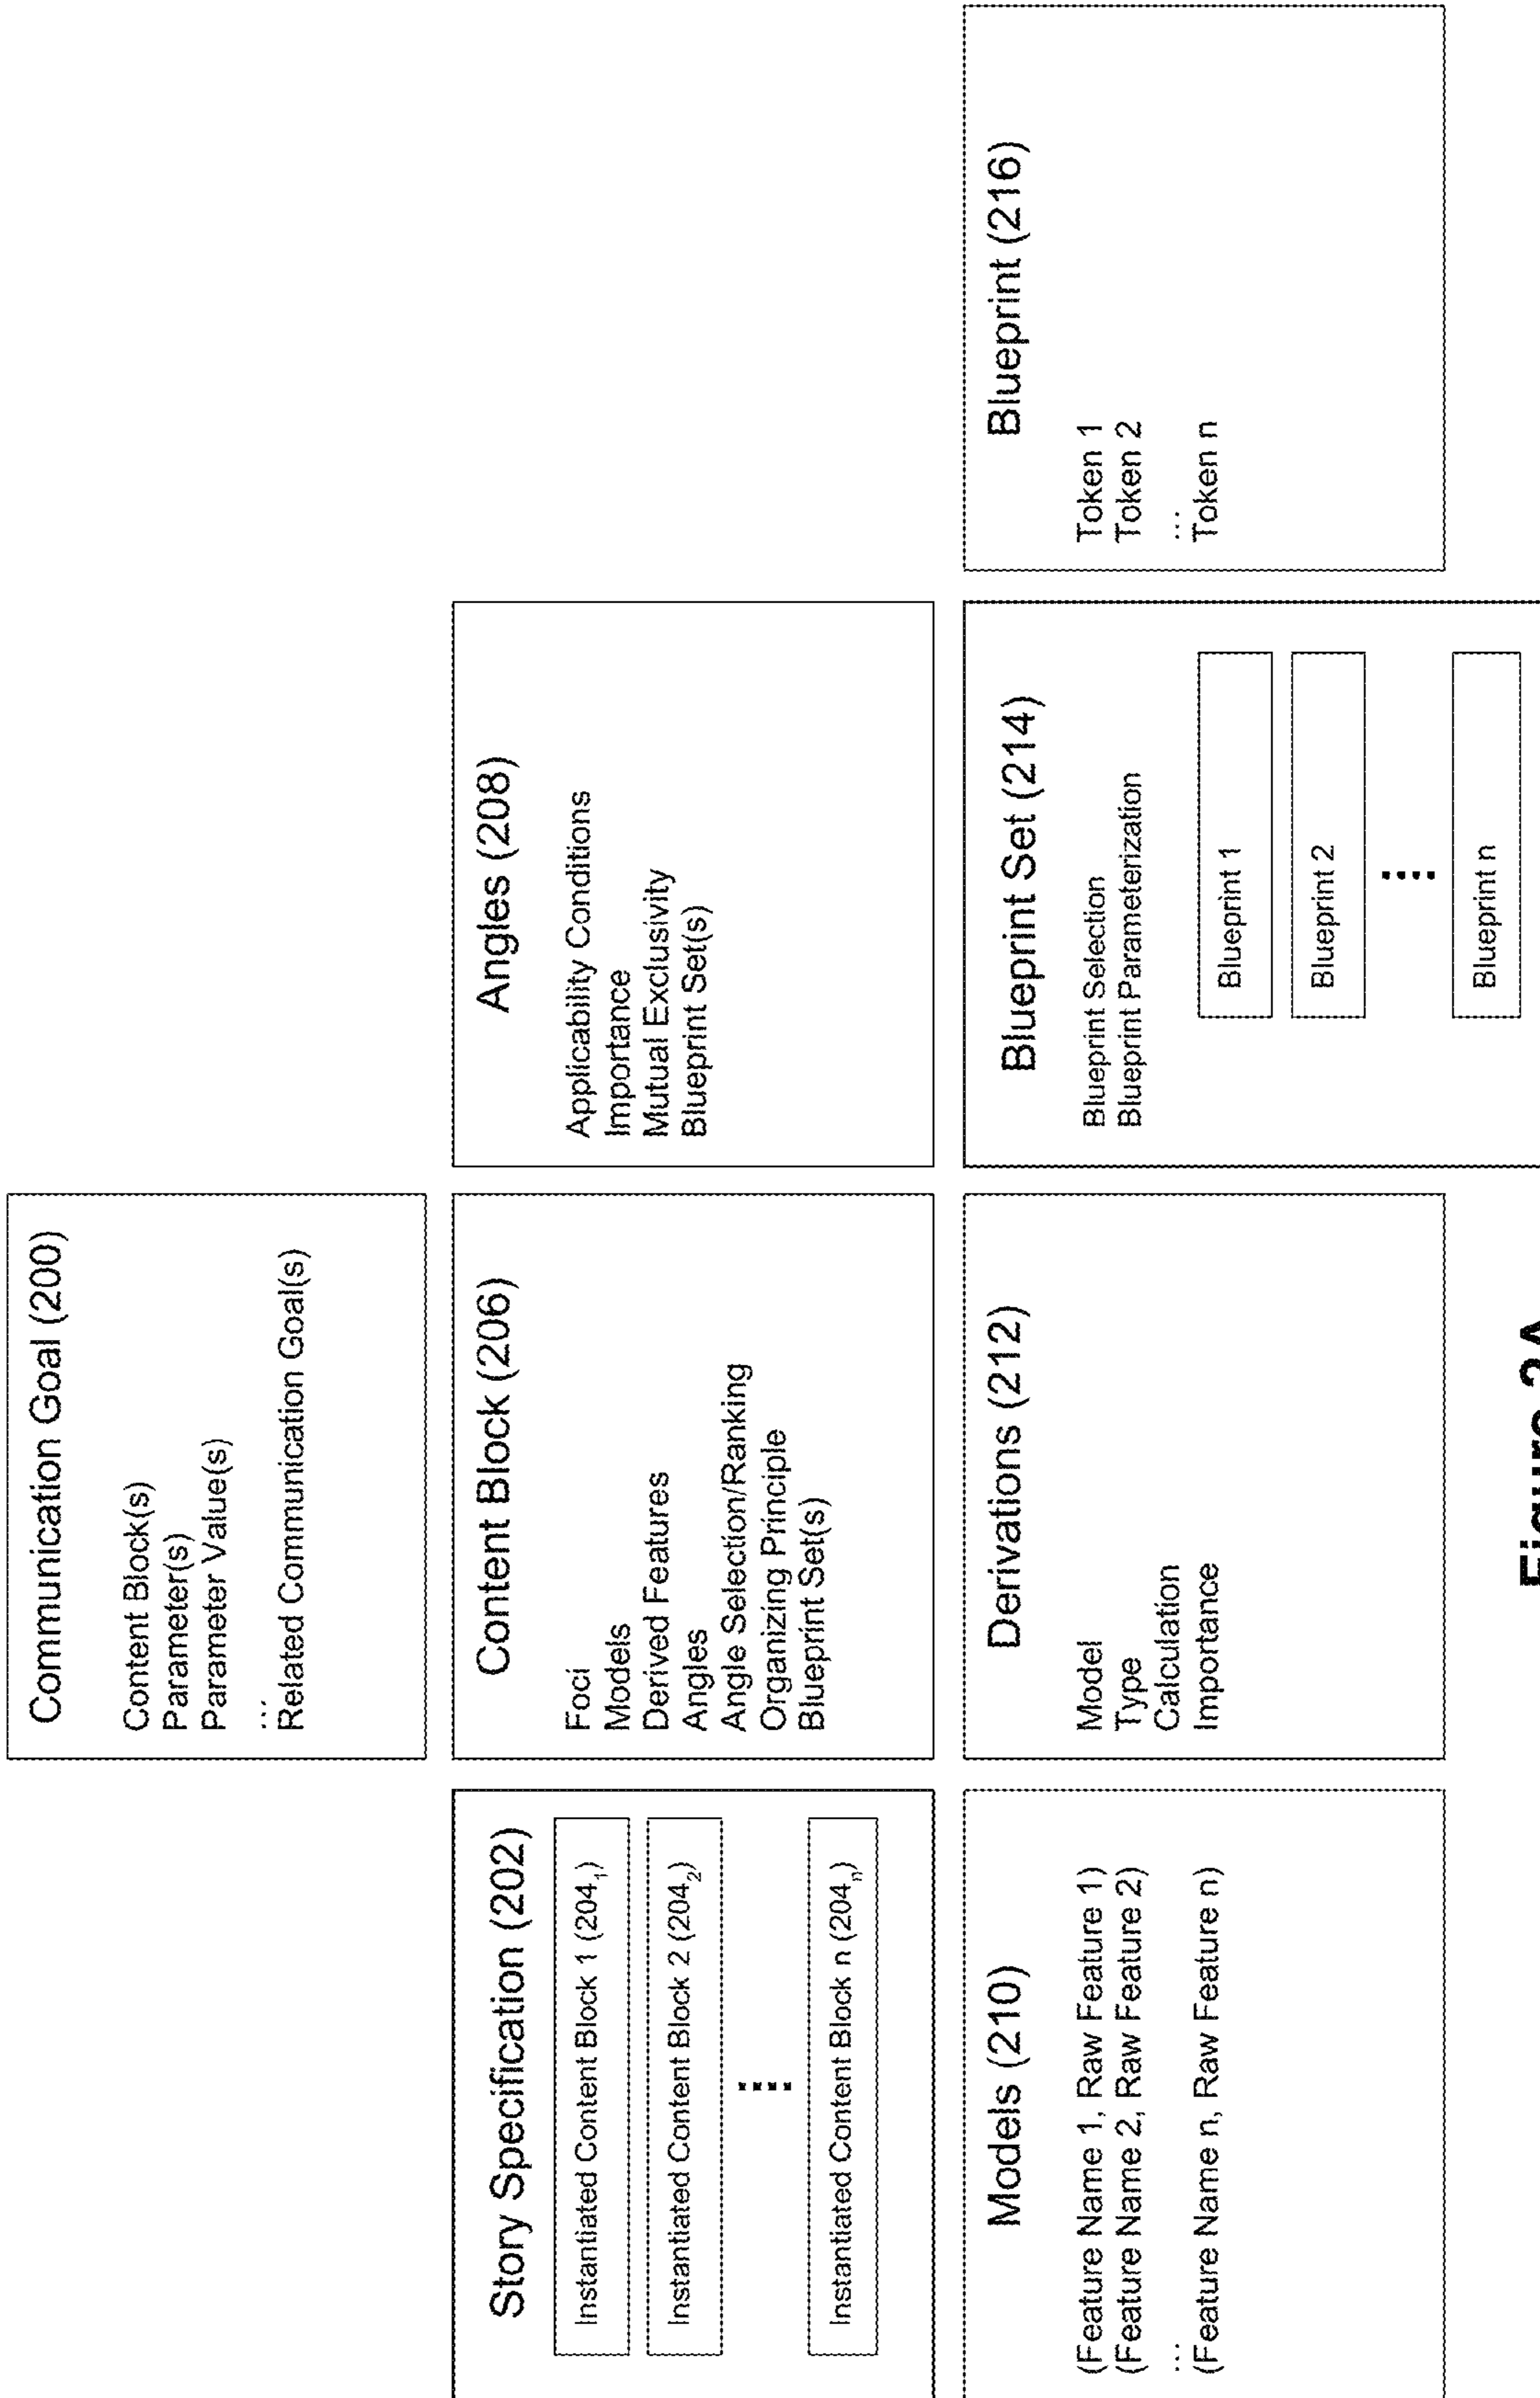 Communication Goal (200)
Content Block(s)
Parameter(s)
Parameter Value(s)
...
Related Communication Goal(s)
Story Specification (202)
Instantiated Content Block 1 (204₁)
Instantiated Content Block 2 (204₂)
⋮
Instantiated Content Block n (204ₙ)
Content Block (206)
Foci
Models
Derived Features
Angles
Angle Selection/Ranking
Organizing Principle
Blueprint Set(s)
Angles (208)
Applicability Conditions
Importance
Mutual Exclusivity
Blueprint Set(s)
Models (210)
(Feature Name 1, Raw Feature 1)
(Feature Name 2, Raw Feature 2)
...
(Feature Name n, Raw Feature n)
Derivations (212)
Model
Type
Calculation
Importance
Blueprint Set (214)
Blueprint Selection
Blueprint Parameterization
Blueprint 1
Blueprint 2
⋮
Blueprint n
Blueprint (216)
Token 1
Token 2
...
Token n
Figure 2A